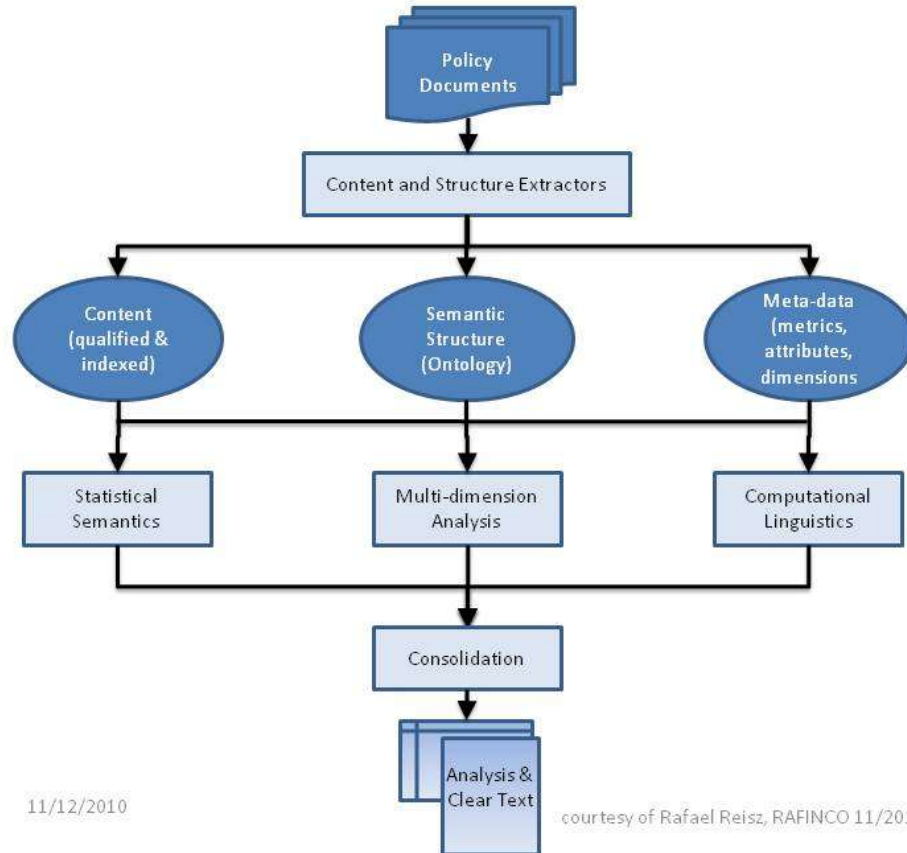 Policy
Documents
Content and Structure Extractors
Content
(qualified &
indexed)
Semantic
Structure
(Ontology)
Meta-data
(metrics,
attributes,
dimensions
Statistical
Semantics
Multi-dimension
Analysis
Computational
Linguistics
Consolidation
Analysis &
Clear Text
11/12/2010
courtesy of Rafael Reisz, RAFINCO 11/201